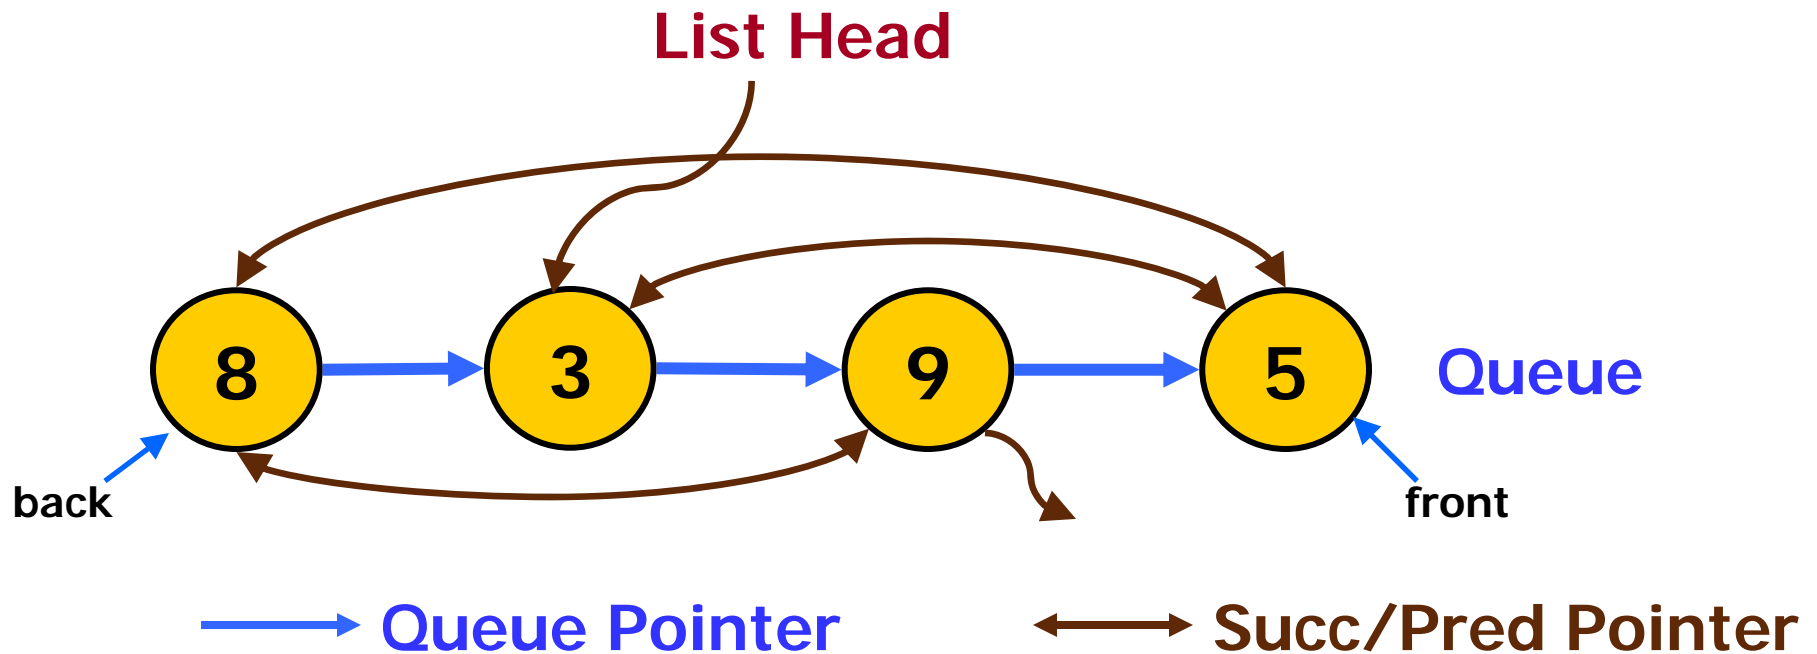 List Head
8 3 9 5 Queue
back front
Queue Pointer Succ/Pred Pointer